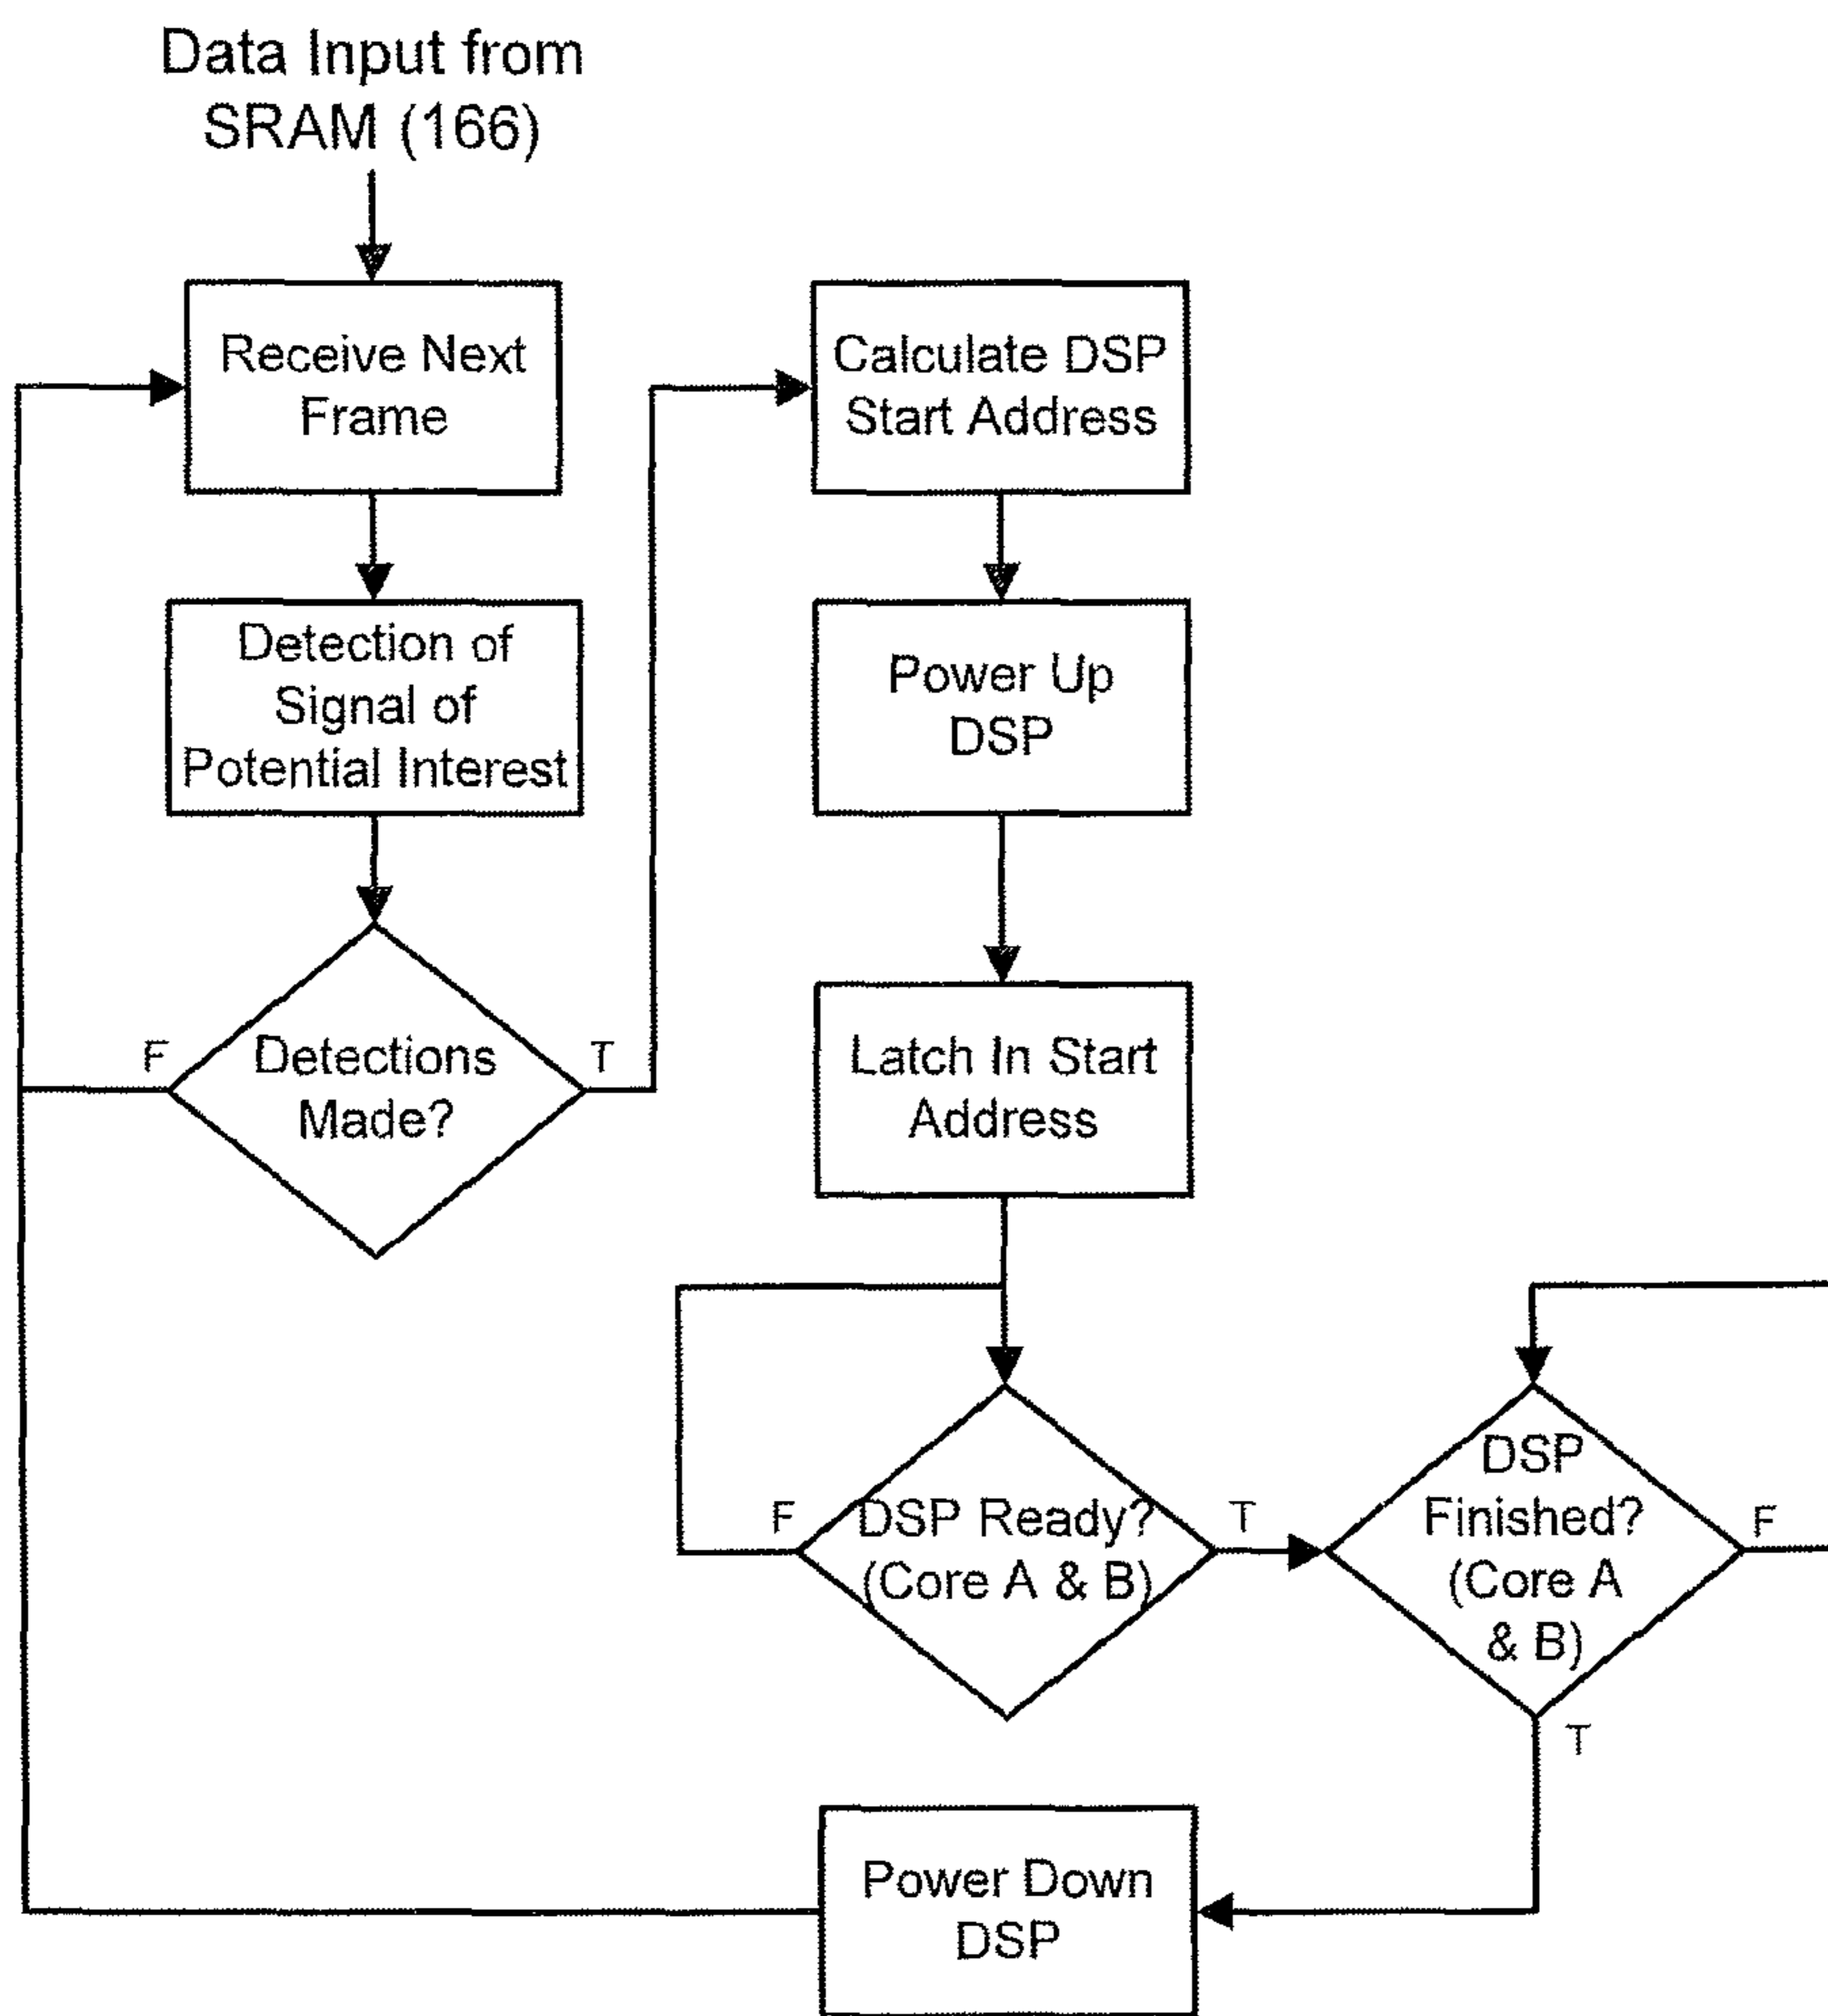 Data Input from
SRAM (166)
Receive Next
Frame
Detection of
Signal of
Potential Interest
Detections
Made?
F
T
Calculate DSP
Start Address
Power Up
DSP
Latch In Start
Address
DSP Ready?
(Core A & B)
F
T
DSP
Finished?
(Core A
& B)
F
T
Power Down
DSP